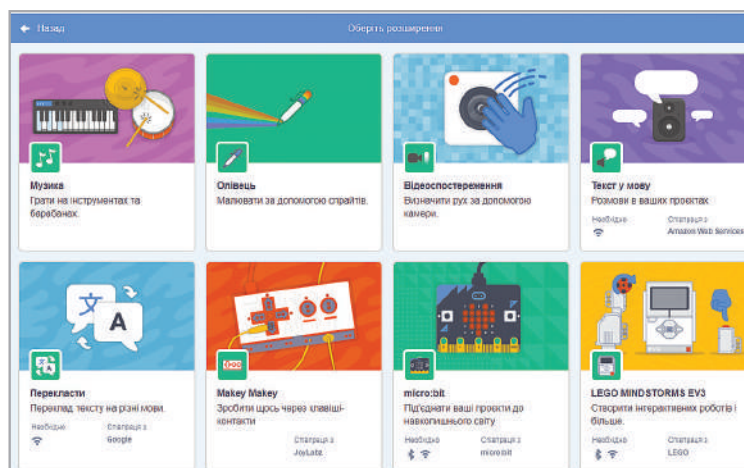 Назад
Оберіть розширення
Музика
Грати на інструментах та
барабанах.
Олівець
Малювати за допомогою спрайтів.
Відеоспостереження
Визначити рух за допомогою
камери.
Текст у мову
Розмови в ваших проєктах
Необхідно
Співпраця з
Amazon Web Services
文
A
Перекласти
Переклад тексту на різні мови.
Необхідно
Співпраця з
Google
Makey Makey
Зробити щось через клавіші-
контакти
Співпраця з
JoyLabz
micro:bit
Під'єднати ваші проєкти до
навколишнього світу
Необхідно
Співпраця з
micro:bit
LEGO MINDSTORMS EV3
Створити інтерактивних роботів і
більше.
Необхідно
Співпраця з
LEGO